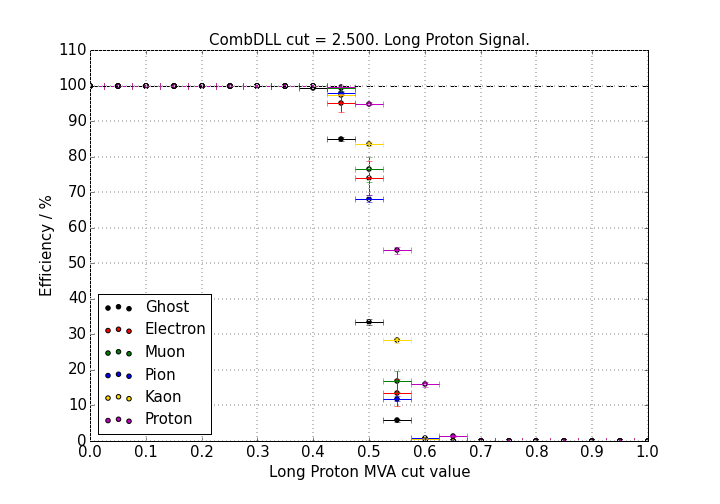 CombDLL cut = 2.500. Long Proton Signal.
110
100
90
80
70
60
50
40
30
20
10
0
Efficiency / %
Ghost
Electron
Muon
Pion
Kaon
Proton
0.0 0.1 0.2 0.3 0.4 0.5 0.6 0.7 0.8 0.9 1.0
Long Proton MVA cut value